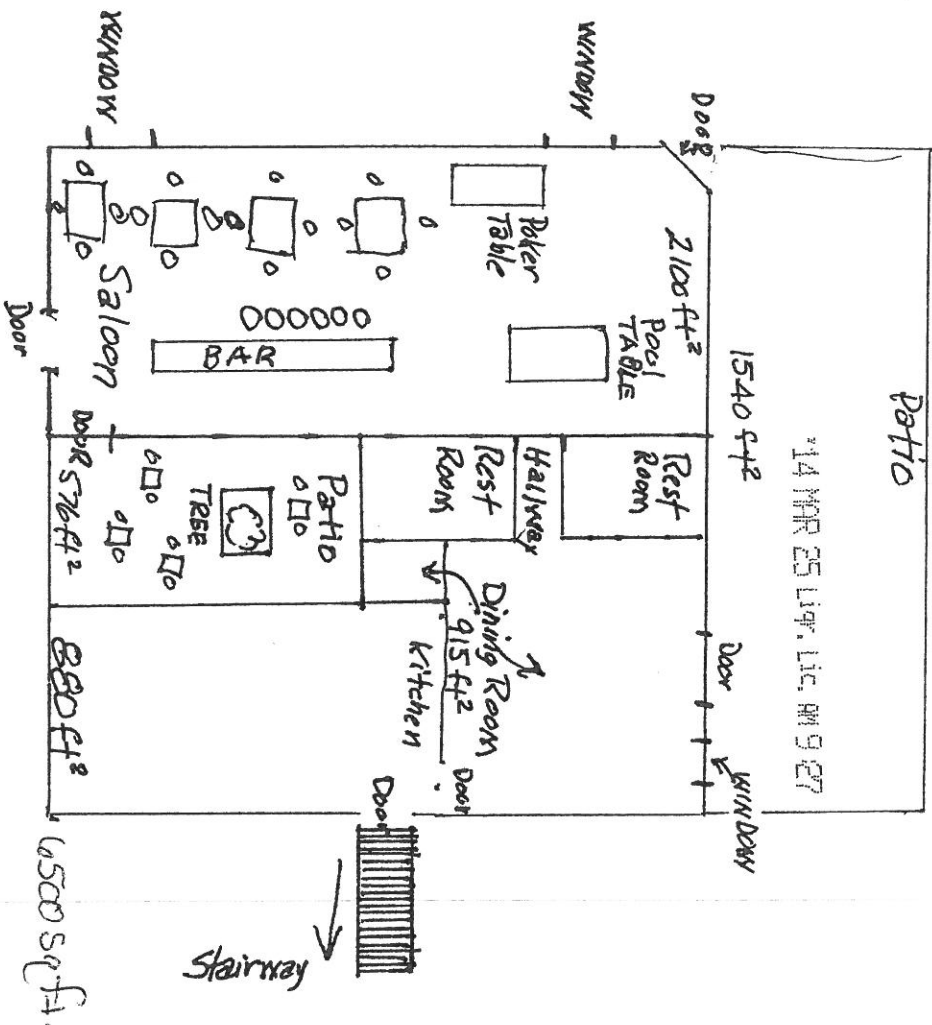 Patio
1540 ft²
'14 MAR 25 Liqr. Lic. AM 9:27
Door
WINDOW
WINDOW
Door
WINDOW
2100 ft²
Poker
Table
Pool
TABLE
Saloon
BAR
Door
Rest
Room
Hallway
Rest
Room
Dining Room
915 ft²
Kitchen
Door
Door
Patio
TREE
DOOR
576 ft²
880 ft²
Stairway
6500 Sq ft.